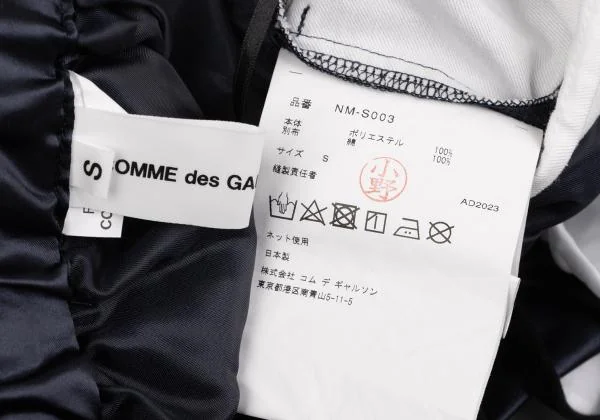 S
OMME des GA
品番 NM-S003
本体 ポリエステル 100%
別布 綿 100%
サイズ S
縫製責任者
小野
AD2023
ネット使用
日本製
株式会社 コム デ ギャルソン
東京都港区南青山5-11-5